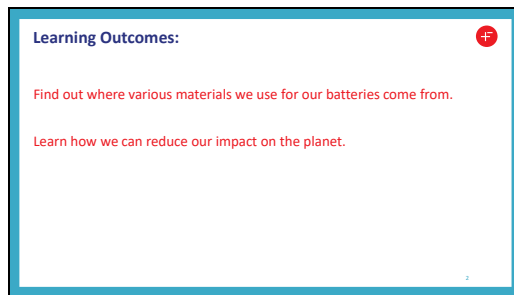 Learning Outcomes:
Find out where various materials we use for our batteries come from.
Learn how we can reduce our impact on the planet.
2